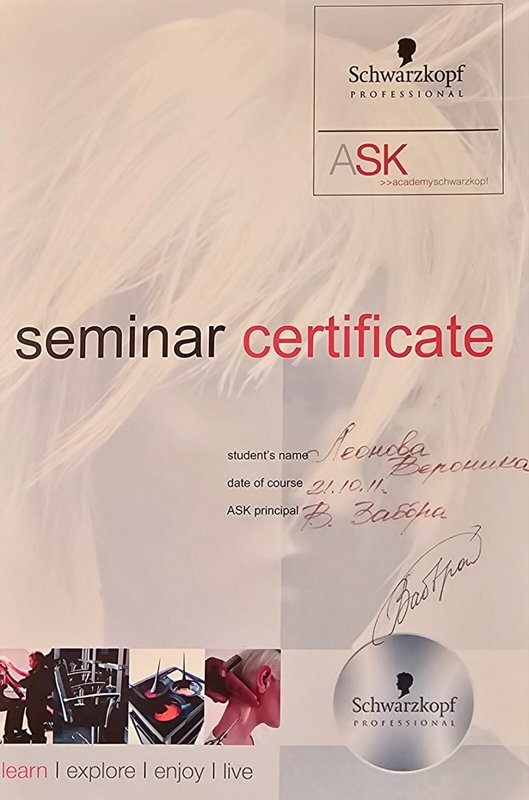 Schwarzkopf
PROFESSIONAL
ASK
>>academyschwarzkopf
seminar certificate
student's name Леонова
Вероника
date of course 21.10.11.
ASK principal В. Забора
Schwarzkopf
PROFESSIONAL
learn | explore | enjoy | live